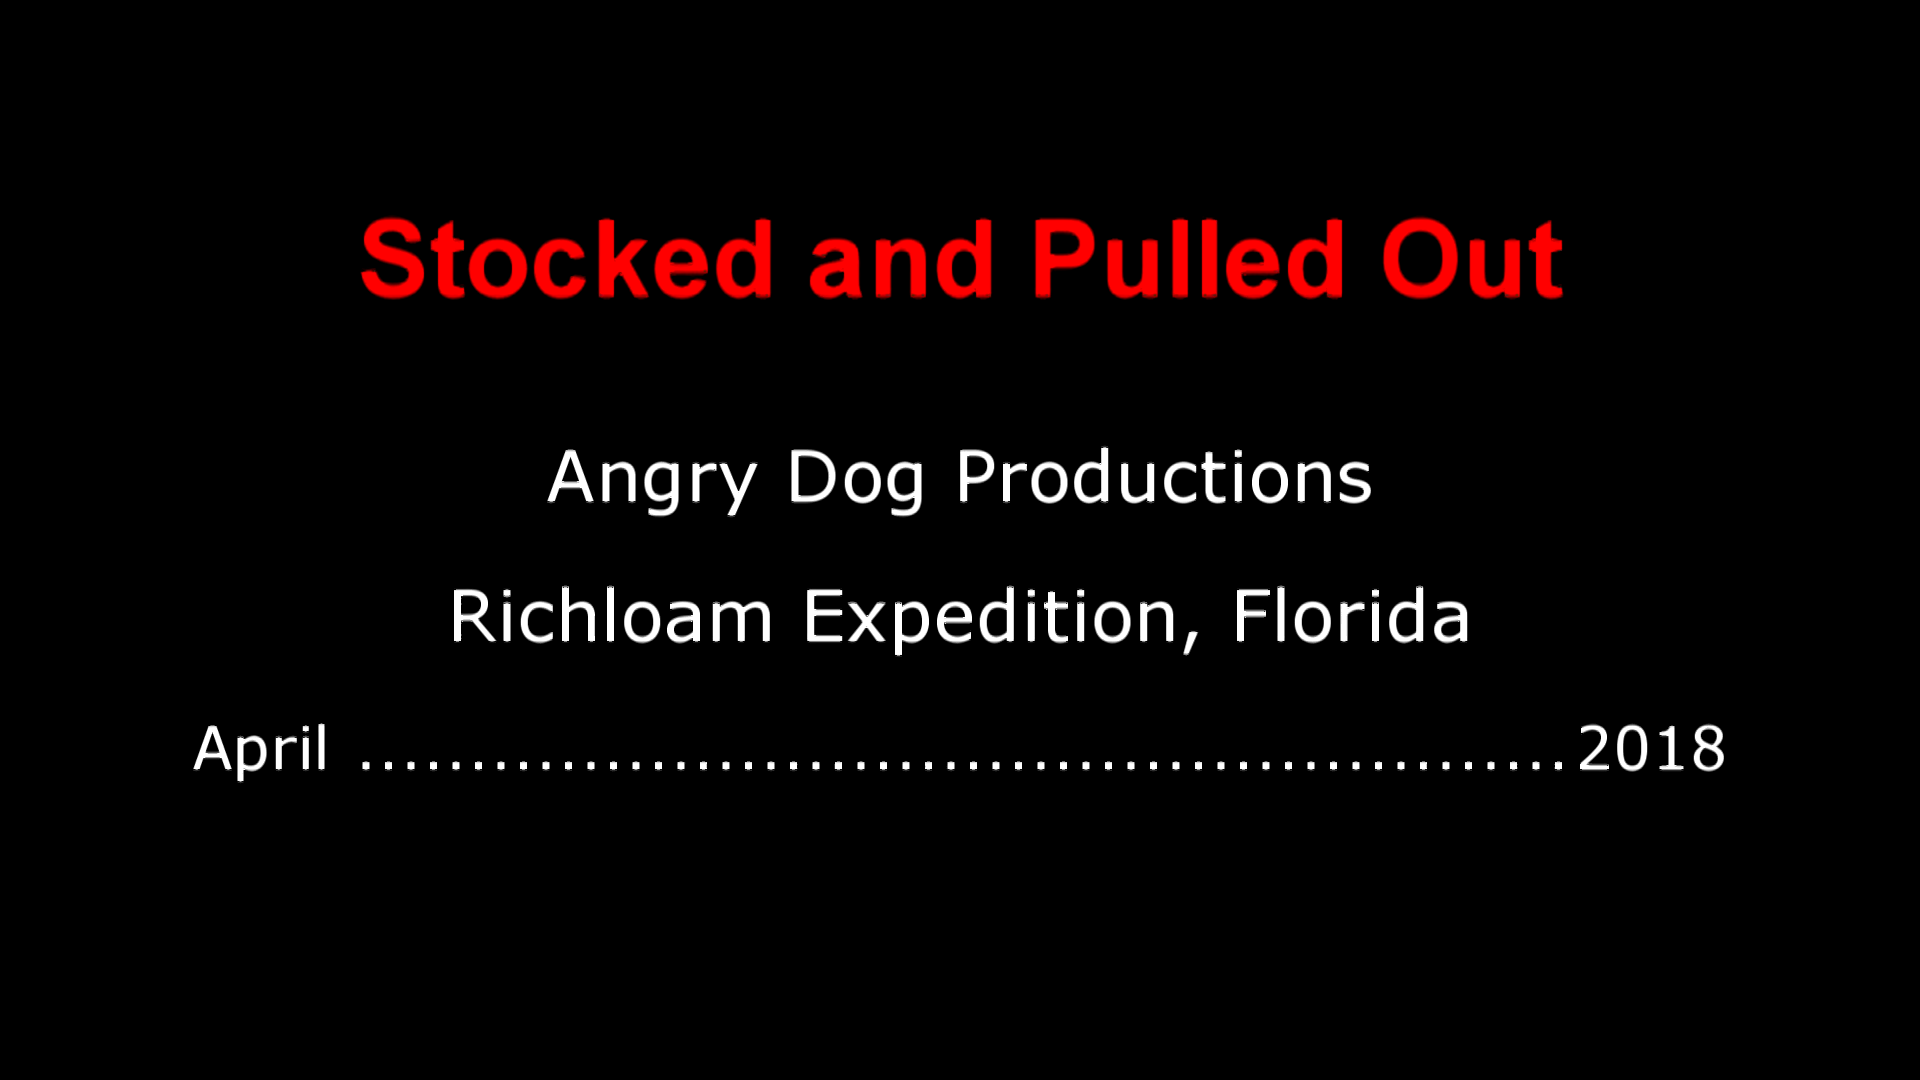 Stocked and Pulled Out
Angry Dog Productions
Richloam Expedition, Florida
April ......................................................2018